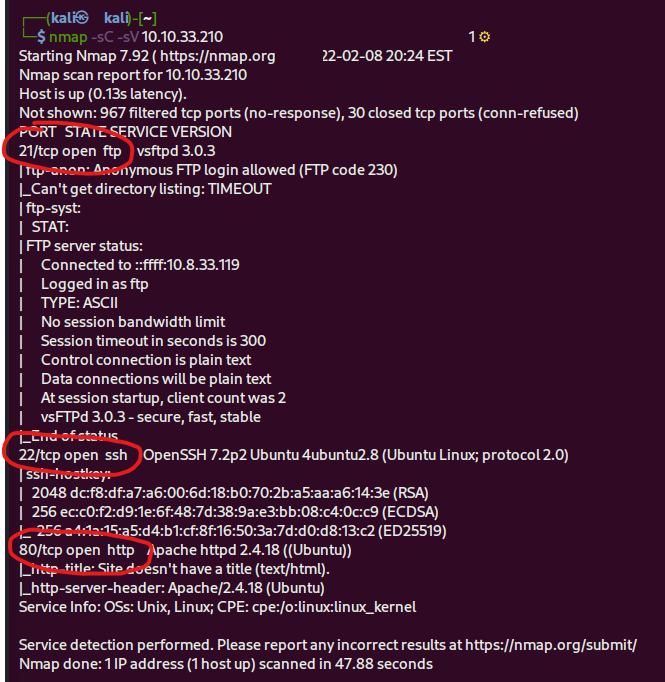 (kali㉿ kali)-[~]
$ nmap -sC -sV 10.10.33.210 1 ⚙
Starting Nmap 7.92 ( https://nmap.org 22-02-08 20:24 EST
Nmap scan report for 10.10.33.210
Host is up (0.13s latency).
Not shown: 967 filtered tcp ports (no-response), 30 closed tcp ports (conn-refused)
PORT STATE SERVICE VERSION
21/tcp open ftp vsftpd 3.0.3
| ftp-anon: Anonymous FTP login allowed (FTP code 230)
|_Can't get directory listing: TIMEOUT
| ftp-syst:
| STAT:
| FTP server status:
| Connected to ::ffff:10.8.33.119
| Logged in as ftp
| TYPE: ASCII
| No session bandwidth limit
| Session timeout in seconds is 300
| Control connection is plain text
| Data connections will be plain text
| At session startup, client count was 2
| vsFTPd 3.0.3 - secure, fast, stable
|_End of status
22/tcp open ssh OpenSSH 7.2p2 Ubuntu 4ubuntu2.8 (Ubuntu Linux; protocol 2.0)
| ssh-hostkey:
| 2048 dc:f8:df:a7:a6:00:6d:18:b0:70:2b:a5:aa:a6:14:3e (RSA)
| 256 ec:c0:f2:d9:1e:6f:48:7d:38:9a:e3:bb:08:c4:0c:c9 (ECDSA)
|_ 256 a4:1a:15:a5:d4:b1:cf:8f:16:50:3a:7d:d0:d8:13:c2 (ED25519)
80/tcp open http Apache httpd 2.4.18 ((Ubuntu))
|_http-title: Site doesn't have a title (text/html).
|_http-server-header: Apache/2.4.18 (Ubuntu)
Service Info: OSs: Unix, Linux; CPE: cpe:/o:linux:linux_kernel

Service detection performed. Please report any incorrect results at https://nmap.org/submit/
Nmap done: 1 IP address (1 host up) scanned in 47.88 seconds